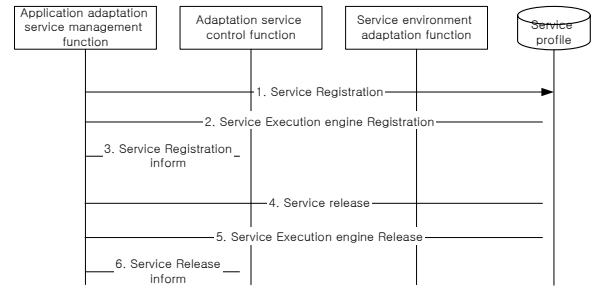 Application adaptation
service management
function
Adaptation service
control function
Service environment
adaptation function
Service
profile
1. Service Registration
2. Service Execution engine Registration
3. Service Registration
inform
4. Service release
5. Service Execution engine Release
6. Service Release
inform